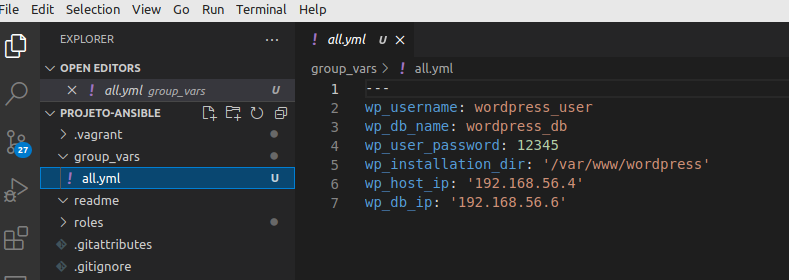 File Edit Selection View Go Run Terminal Help
EXPLORER ...
! all.yml U ×
OPEN EDITORS
× ! all.yml group_vars U
PROJETO-ANSIBLE
> .vagrant
group_vars
! all.yml U
readme
> roles
.gitattributes
.gitignore
27
group_vars > ! all.yml
1 ---
2 wp_username: wordpress_user
3 wp_db_name: wordpress_db
4 wp_user_password: 12345
5 wp_installation_dir: '/var/www/wordpress'
6 wp_host_ip: '192.168.56.4'
7 wp_db_ip: '192.168.56.6'